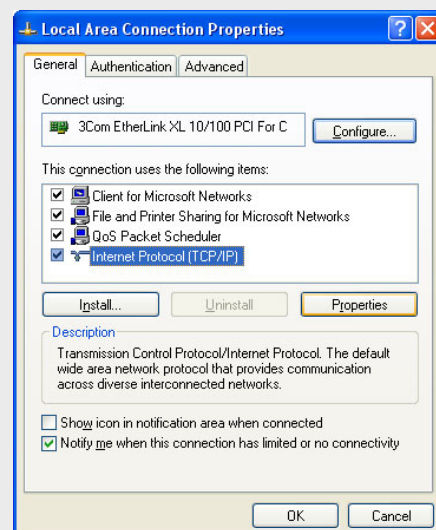 Local Area Connection Properties
General Authentication Advanced
Connect using:
3Com EtherLink XL 10/100 PCI For C
Configure...
This connection uses the following items:
Client for Microsoft Networks
File and Printer Sharing for Microsoft Networks
QoS Packet Scheduler
Internet Protocol (TCP/IP)
Install... Uninstall Properties
Description
Transmission Control Protocol/Internet Protocol. The default
wide area network protocol that provides communication
across diverse interconnected networks.
Show icon in notification area when connected
Notify me when this connection has limited or no connectivity
OK Cancel